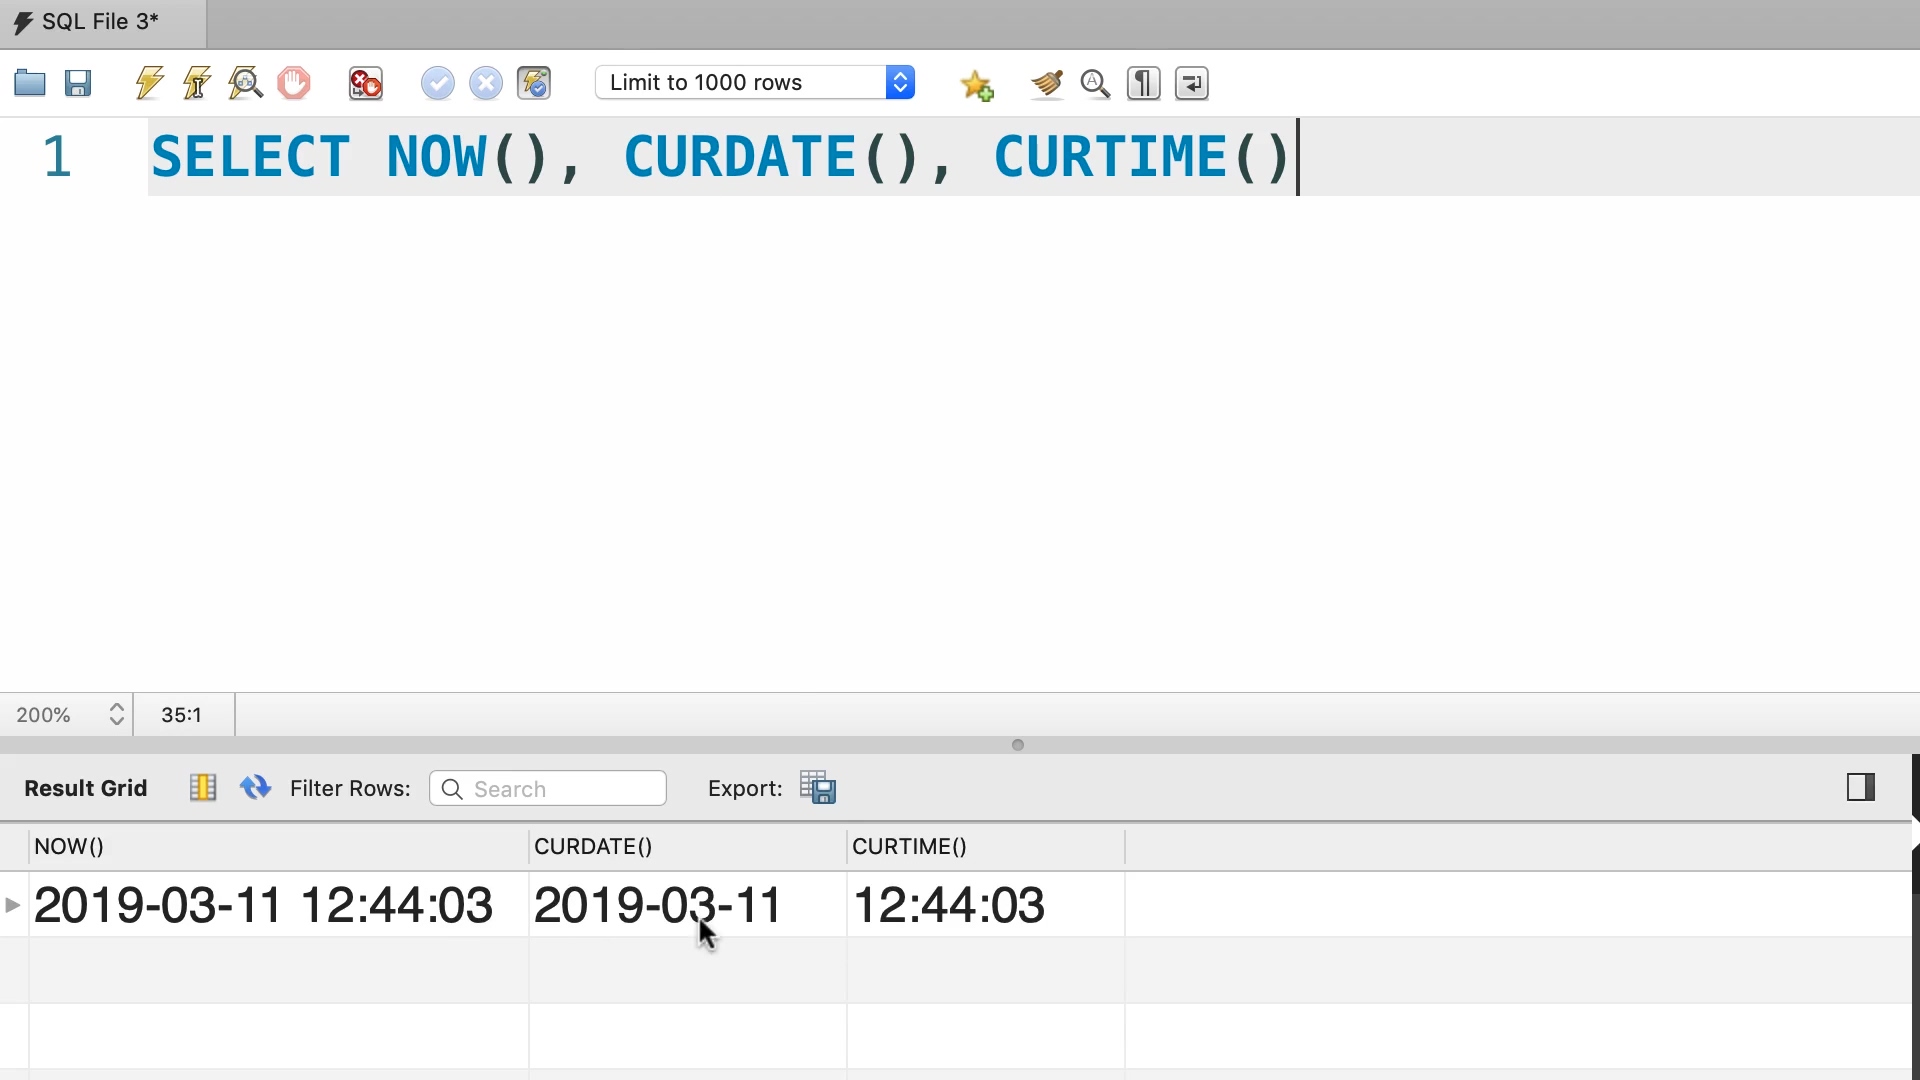 SQL File 3*
Limit to 1000 rows
1 SELECT NOW(), CURDATE(), CURTIME()
200% 35:1
Result Grid Filter Rows: Search Export:
NOW() CURDATE() CURTIME()
2019-03-11 12:44:03 2019-03-11 12:44:03